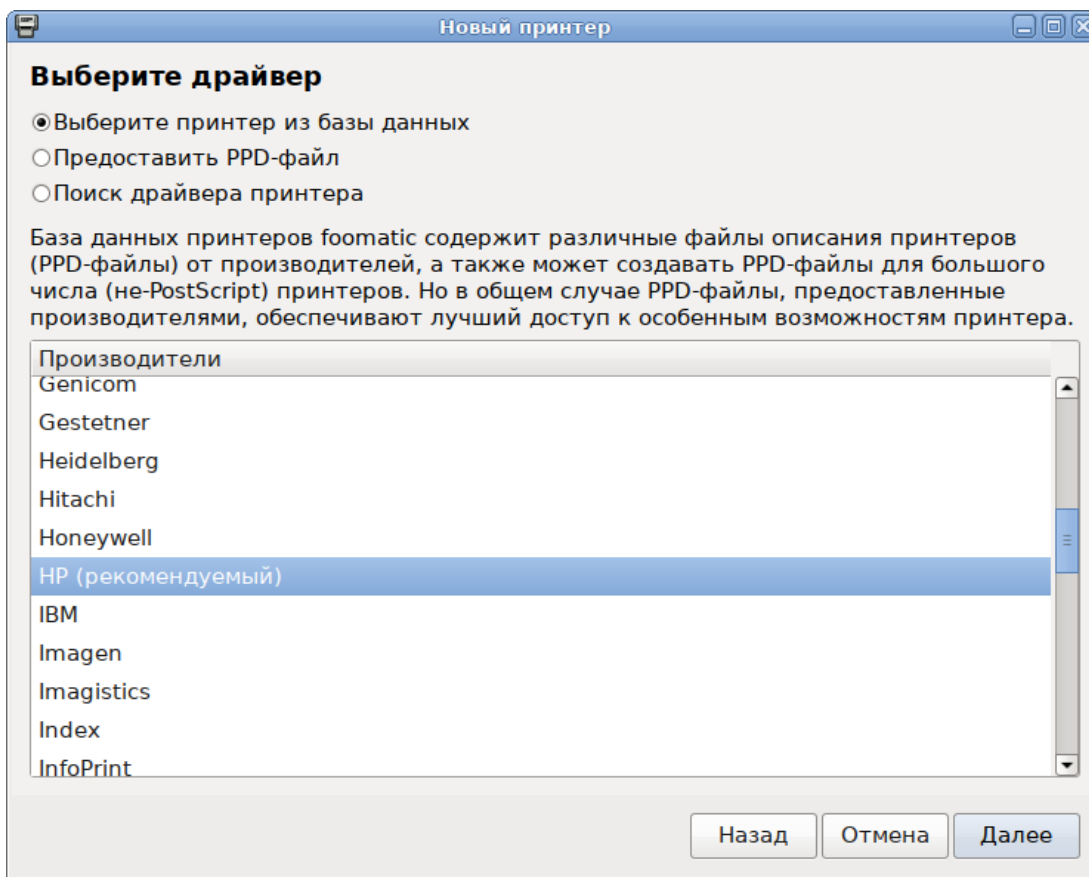 Новый принтер
Выберите драйвер
Выберите принтер из базы данных
Предоставить PPD-файл
Поиск драйвера принтера
База данных принтеров foomatic содержит различные файлы описания принтеров
(PPD-файлы) от производителей, а также может создавать PPD-файлы для большого
числа (не-PostScript) принтеров. Но в общем случае PPD-файлы, предоставленные
производителями, обеспечивают лучший доступ к особенным возможностям принтера.
Производители
Genicom
Gestetner
Heidelberg
Hitachi
Honeywell
HP (рекомендуемый)
IBM
Imagen
Imagistics
Index
InfoPrint
Назад Отмена Далее